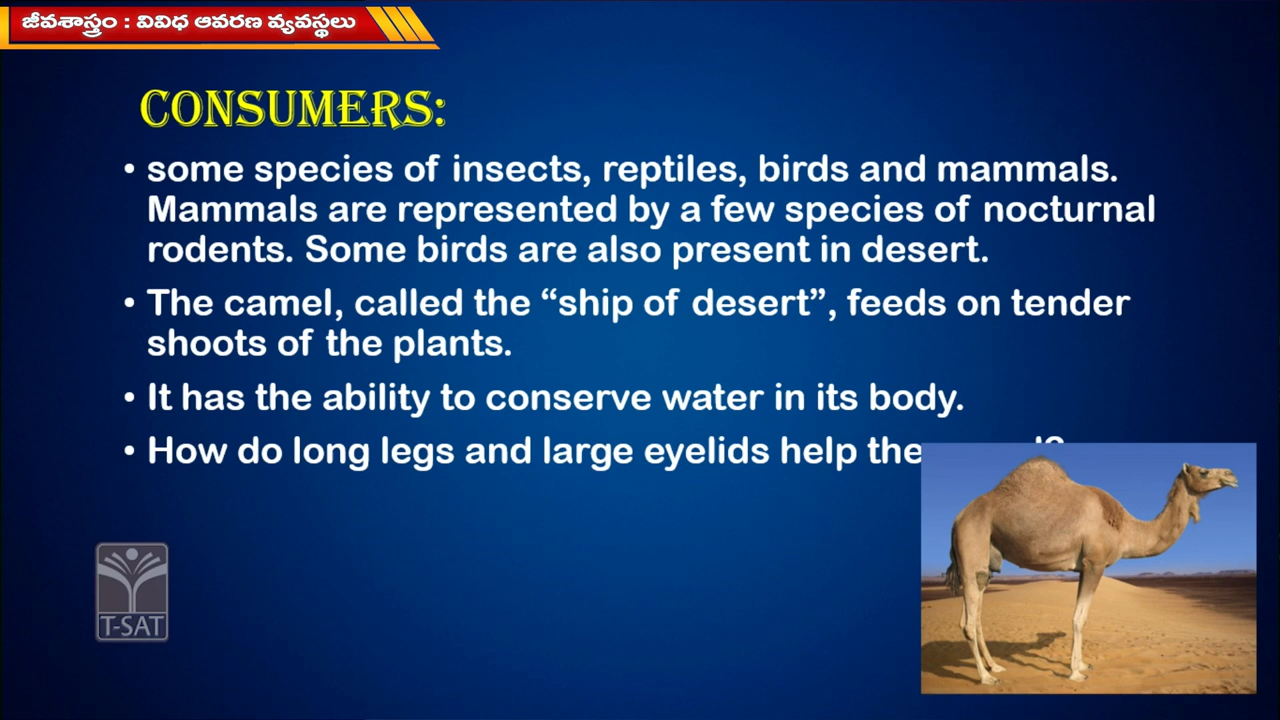 జీవశాస్త్రం : వివిధ ఆవరణ వ్యవస్థలు
CONSUMERS:
• some species of insects, reptiles, birds and mammals.
Mammals are represented by a few species of nocturnal
rodents. Some birds are also present in desert.
• The camel, called the “ship of desert”, feeds on tender
shoots of the plants.
• It has the ability to conserve water in its body.
• How do long legs and large eyelids help the
T-SAT